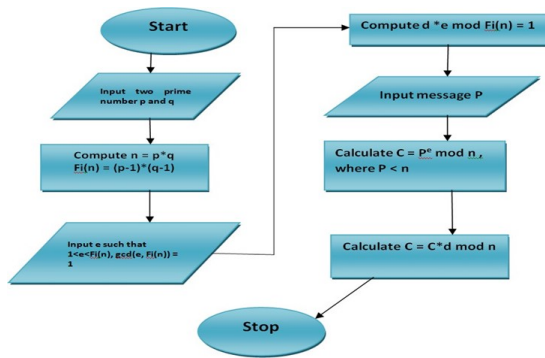 Start
Input two prime
number p and q
Compute n = p*q
Fi(n) = (p-1)*(q-1)
Input e such that
1<e<Fi(n), gcd(e, Fi(n)) =
1
Compute d *e mod Fi(n) = 1
Input message P
Calculate C = Pᵉ mod n ,
where P < n
Calculate C = C*d mod n
Stop